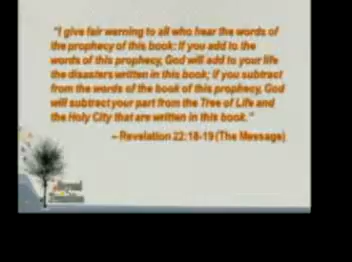 "I give fair warning to all who hear the words of
the prophecy of this book: If you add to the
words of this prophecy, God will add to your life
the disasters written in this book; if you subtract
from the words of the book of this prophecy, God
will subtract your part from the Tree of Life and
the Holy City that are written in this book."
– Revelation 22:18-19 (The Message)